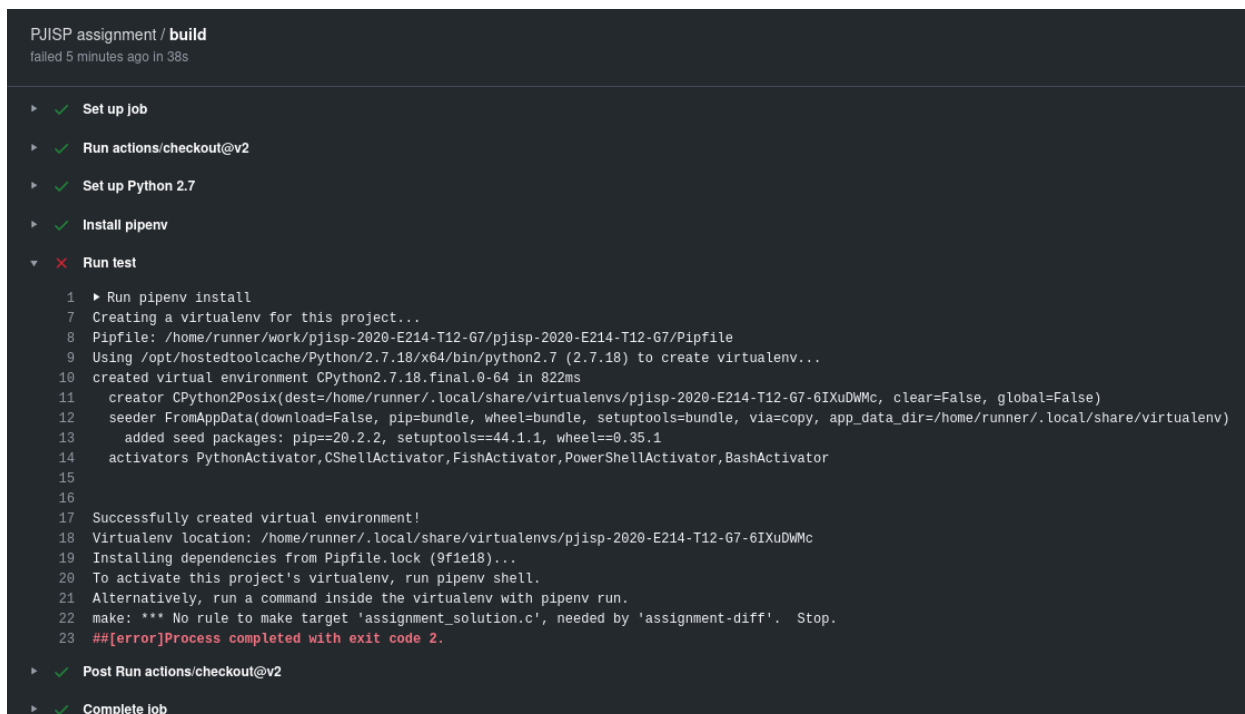 PJISP assignment / build
failed 5 minutes ago in 38s
Set up job
Run actions/checkout@v2
Set up Python 2.7
Install pipenv
Run test
1 Run pipenv install
7 Creating a virtualenv for this project...
8 Pipfile: /home/runner/work/pjisp-2020-E214-T12-G7/pjisp-2020-E214-T12-G7/Pipfile
9 Using /opt/hostedtoolcache/Python/2.7.18/x64/bin/python2.7 (2.7.18) to create virtualenv...
10 created virtual environment CPython2.7.18.final.0-64 in 822ms
11 creator CPython2Posix(dest=/home/runner/.local/share/virtualenvs/pjisp-2020-E214-T12-G7-6IXuDWMc, clear=False, global=False)
12 seeder FromAppData(download=False, pip=bundle, wheel=bundle, setuptools=bundle, via=copy, app_data_dir=/home/runner/.local/share/virtualenv)
13 added seed packages: pip==20.2.2, setuptools==44.1.1, wheel==0.35.1
14 activators PythonActivator,CShellActivator,FishActivator,PowerShellActivator,BashActivator
15
16
17 Successfully created virtual environment!
18 Virtualenv location: /home/runner/.local/share/virtualenvs/pjisp-2020-E214-T12-G7-6IXuDWMc
19 Installing dependencies from Pipfile.lock (9f1e18)...
20 To activate this project's virtualenv, run pipenv shell.
21 Alternatively, run a command inside the virtualenv with pipenv run.
22 make: *** No rule to make target 'assignment_solution.c', needed by 'assignment-diff'.  Stop.
23 ##[error]Process completed with exit code 2.
Post Run actions/checkout@v2
Complete job